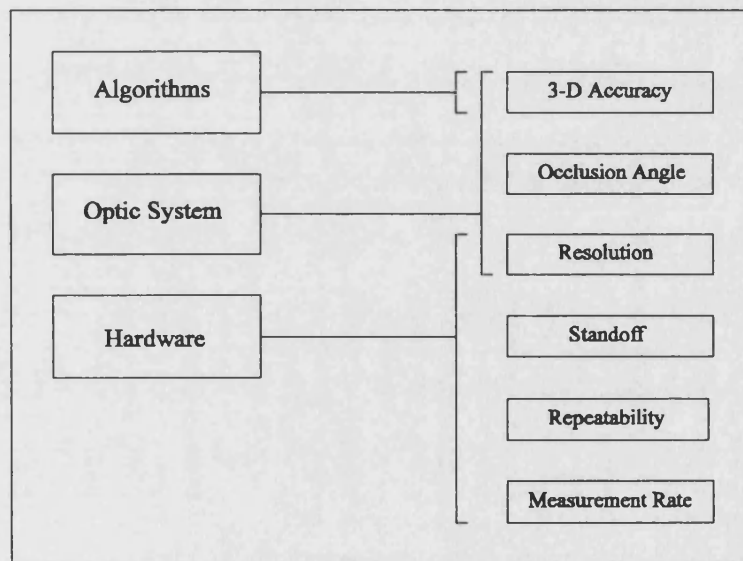 Algorithms
Optic System
Hardware
3-D Accuracy
Occlusion Angle
Resolution
Standoff
Repeatability
Measurement Rate